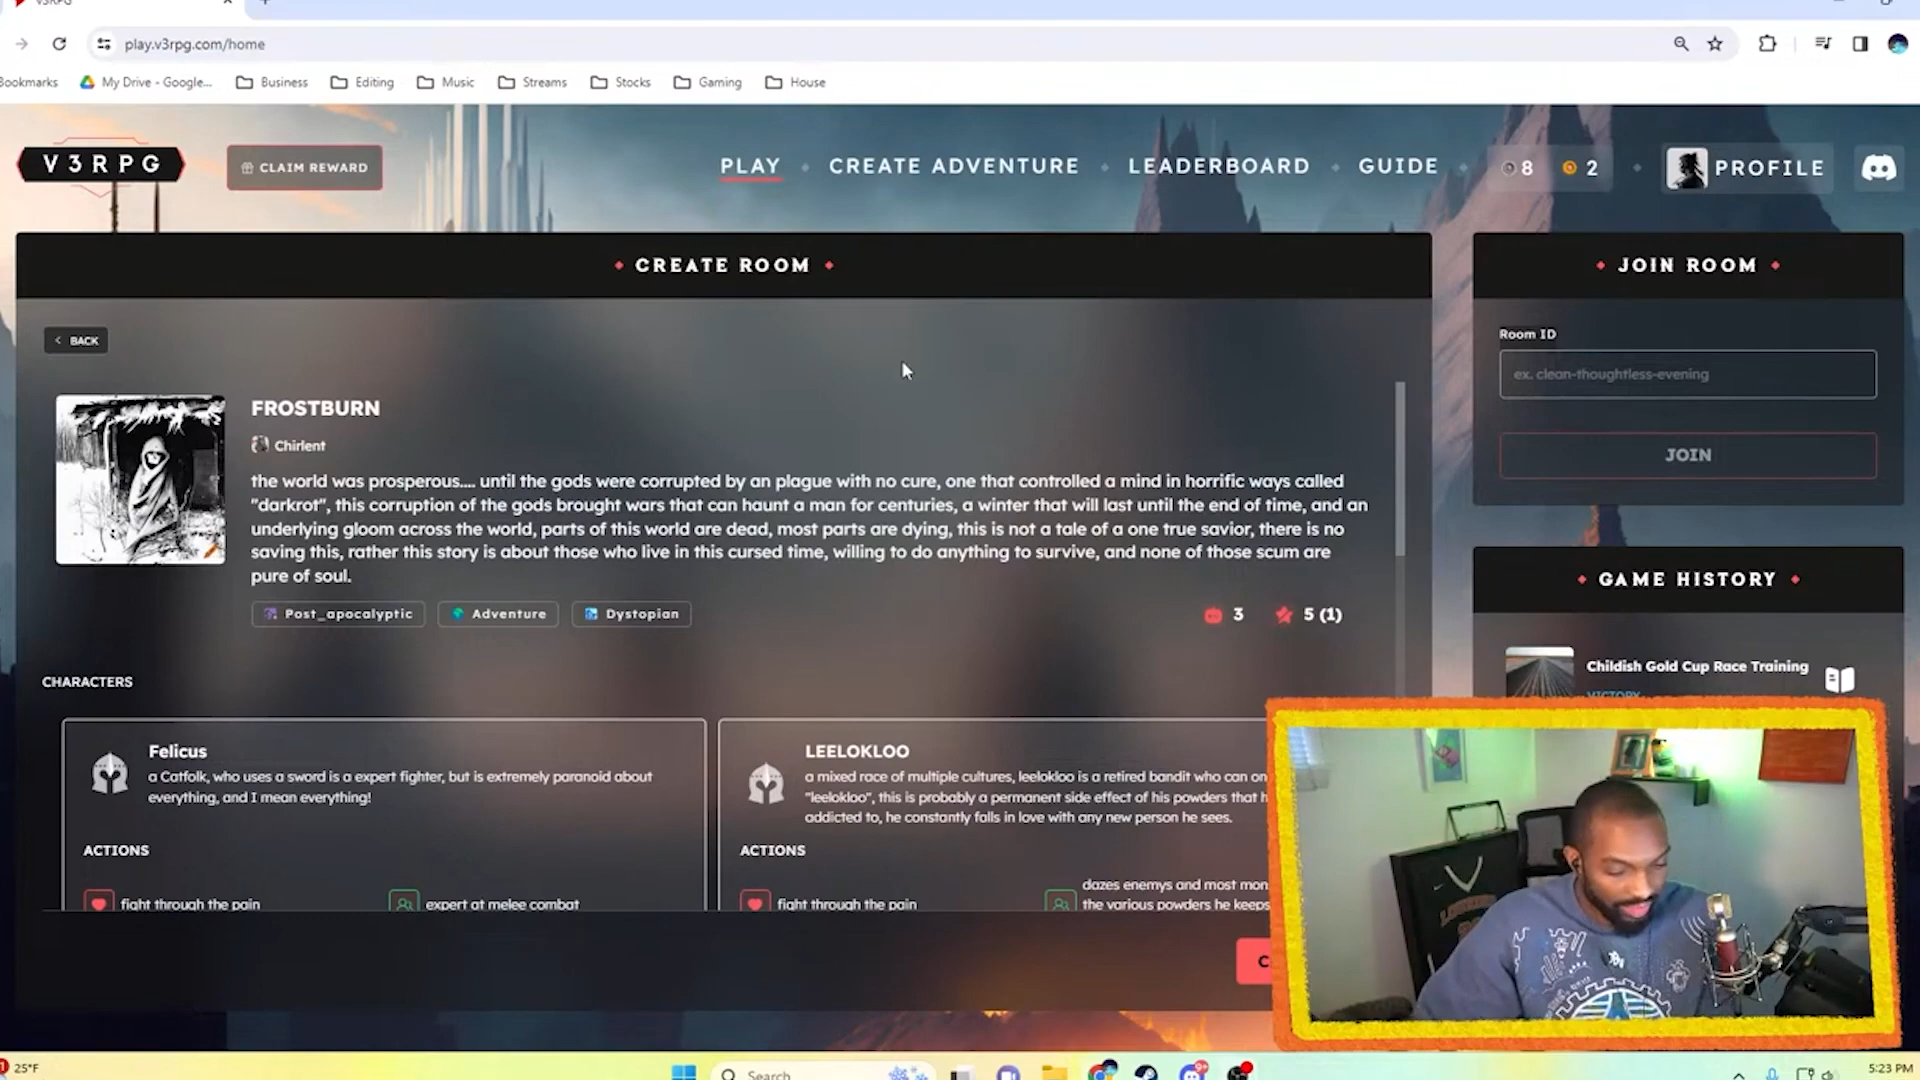 V3RPG
play.v3rpg.com/home
Bookmarks
My Drive - Google...
Business
Editing
Music
Streams
Stocks
Gaming
House
V3RPG
CLAIM REWARD
PLAY
CREATE ADVENTURE
LEADERBOARD
GUIDE
8
2
PROFILE
CREATE ROOM
BACK
FROSTBURN
Chirlent
the world was prosperous.... until the gods were corrupted by an plague with no cure, one that controlled a mind in horrific ways called
"darkrot", this corruption of the gods brought wars that can haunt a man for centuries, a winter that will last until the end of time, and an
underlying gloom across the world, parts of this world are dead, most parts are dying, this is not a tale of a one true savior, there is no
saving this, rather this story is about those who live in this cursed time, willing to do anything to survive, and none of those scum are
pure of soul.
Post_apocalyptic
Adventure
Dystopian
3
5 (1)
CHARACTERS
Felicus
a Catfolk, who uses a sword is a expert fighter, but is extremely paranoid about
everything, and I mean everything!
ACTIONS
fight through the pain
expert at melee combat
LEELOKLOO
a mixed race of multiple cultures, leelokloo is a retired bandit who can on
"leelokloo", this is probably a permanent side effect of his powders that h
addicted to, he constantly falls in love with any new person he sees.
ACTIONS
fight through the pain
dazes enemys and most mon
the various powders he keeps
C
JOIN ROOM
Room ID
ex. clean-thoughtless-evening
JOIN
GAME HISTORY
Childish Gold Cup Race Training
VICTORY
25°F
Search
5:23 PM